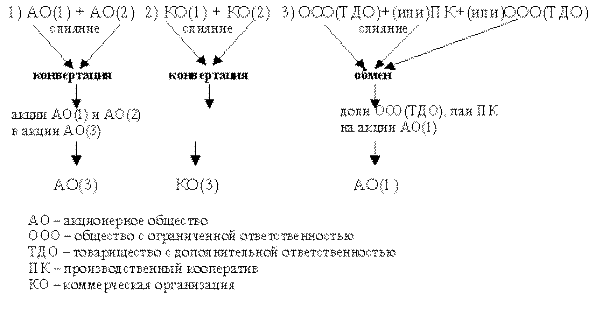 1) АО(1) + АО(2) 2) КО(1) + КО(2) 3) ООО(ТДО)+(или)ПК+(или)ООО(ТДО)
слияние слияние слияние
конвертация конвертация обмен
акции АО(1) и АО(2)
в акции АО(3)
доли ООО(ТДО), паи ПК
на акции АО(1)
АО(3) КО(3) АО(1)
АО – акционерное общество
ООО – общество с ограниченной ответственностью
ТДО – товарищество с дополнительной ответственностью
ПК – производственный кооператив
КО – коммерческая организация